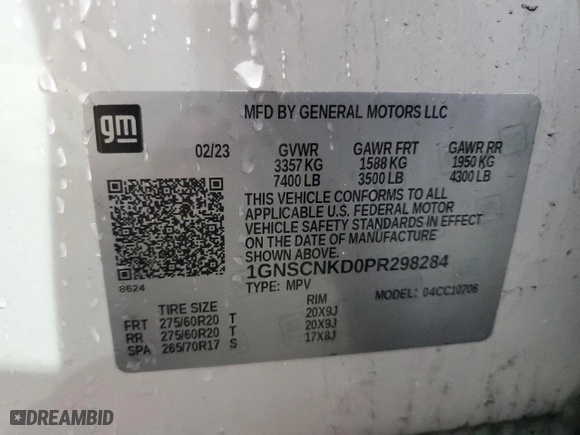 gm
MFD BY GENERAL MOTORS LLC
02/23 GVWR GAWR FRT GAWR RR
3357 KG 1588 KG 1950 KG
7400 LB 3500 LB 4300 LB
THIS VEHICLE CONFORMS TO ALL
APPLICABLE U.S. FEDERAL MOTOR
VEHICLE SAFETY STANDARDS IN EFFECT
ON THE DATE OF MANUFACTURE
SHOWN ABOVE.
1GNSCNKD0PR298284
TYPE: MPV MODEL: 04CC10706
8624
TIRE SIZE RIM
FRT 275/60R20 T 20X9J
RR 275/60R20 T 20X9J
SPA 265/70R17 S 17X8J
DREAMBID